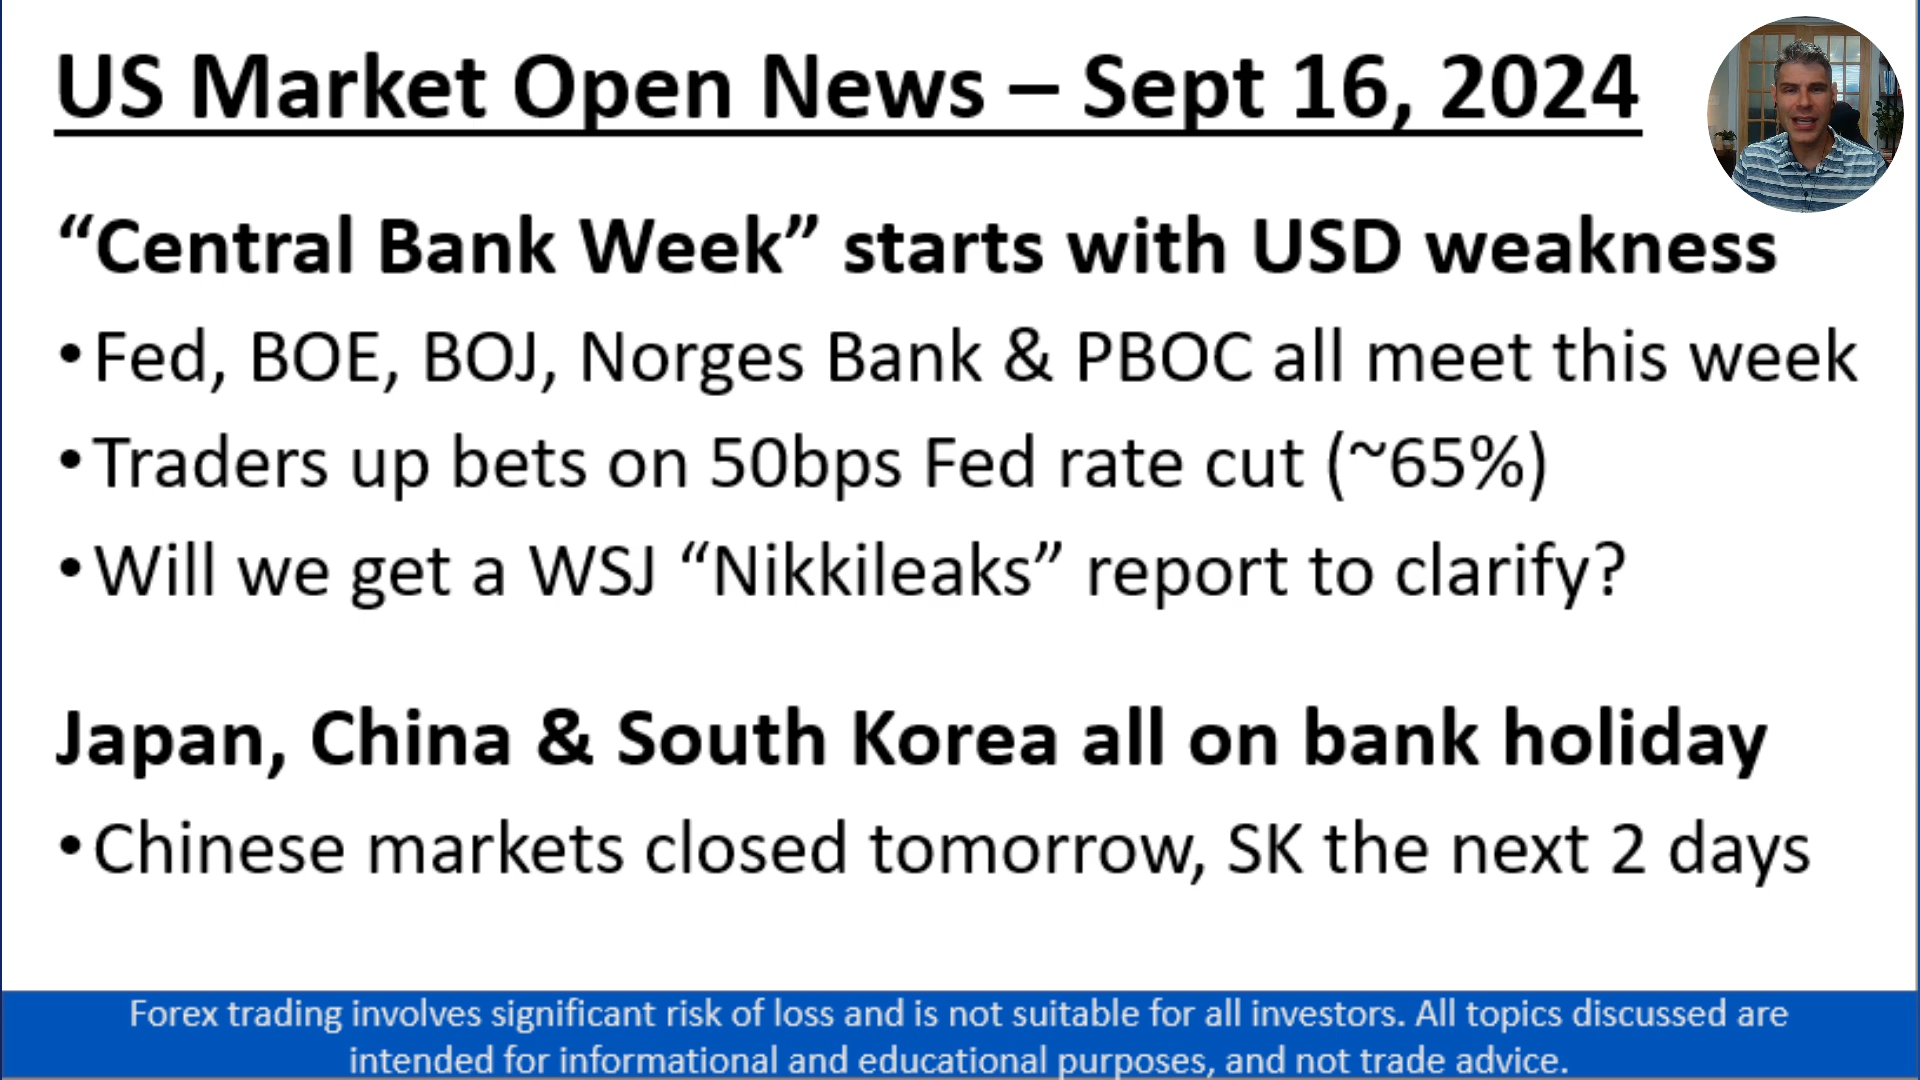 US Market Open News – Sept 16, 2024
“Central Bank Week” starts with USD weakness
•Fed, BOE, BOJ, Norges Bank & PBOC all meet this week
•Traders up bets on 50bps Fed rate cut (~65%)
•Will we get a WSJ “Nikkileaks” report to clarify?
Japan, China & South Korea all on bank holiday
•Chinese markets closed tomorrow, SK the next 2 days
Forex trading involves significant risk of loss and is not suitable for all investors. All topics discussed are
intended for informational and educational purposes, and not trade advice.